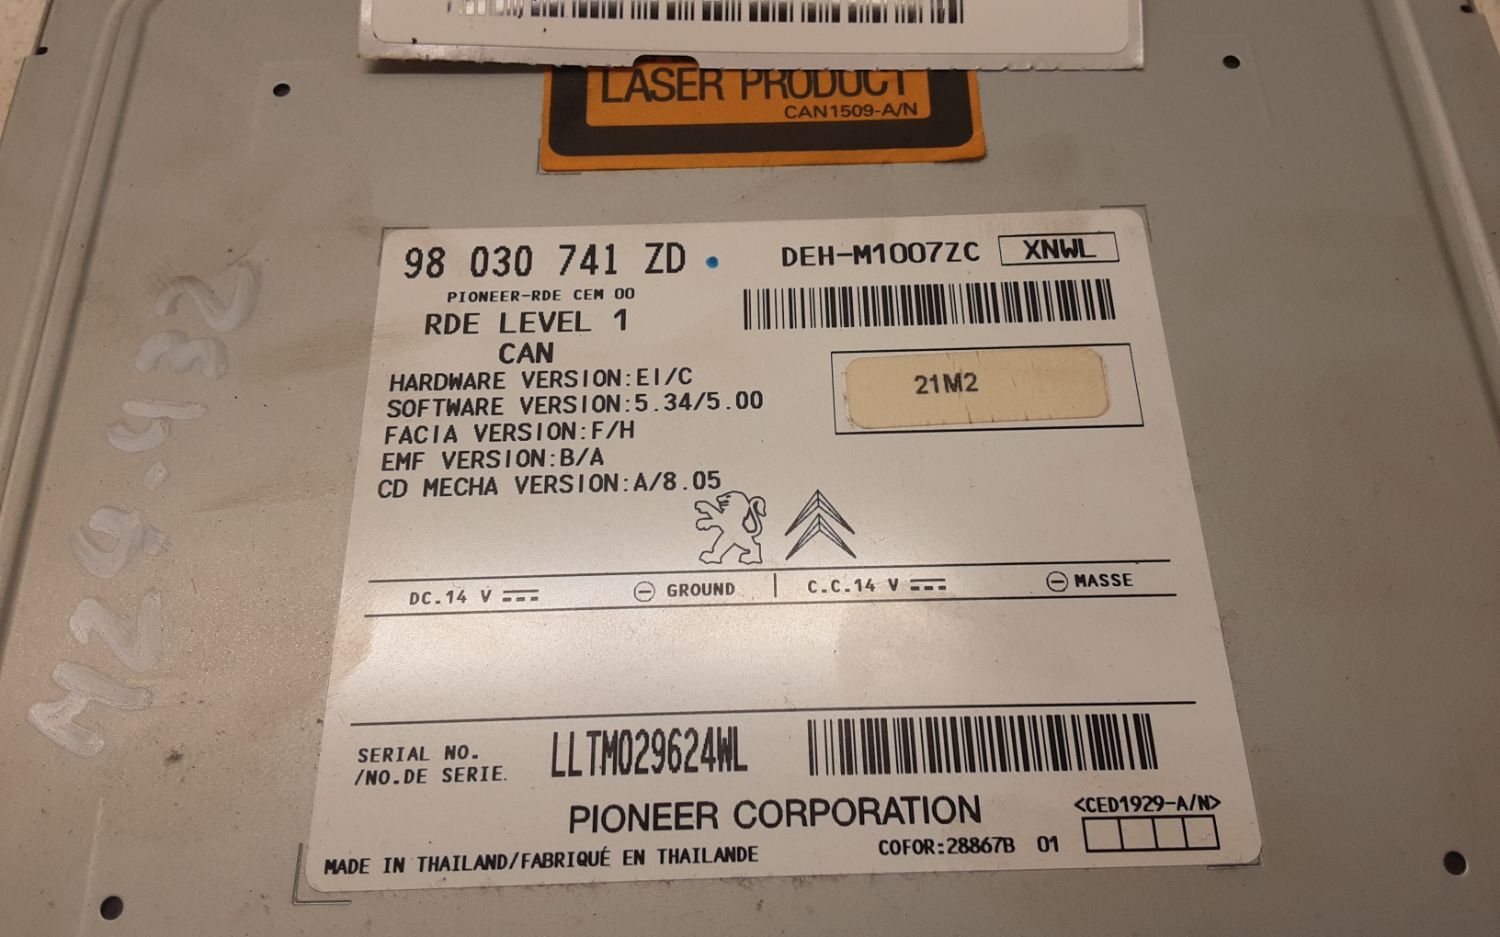 LASER PRODUCT
CAN1509-A/N
98 030 741 ZD
DEH-M1007ZC XNWL
PIONEER-RDE CEM 00
RDE LEVEL 1
CAN
HARDWARE VERSION:EI/C
SOFTWARE VERSION:5.34/5.00
FACIA VERSION:F/H
EMF VERSION:B/A
CD MECHA VERSION:A/8.05
21M2
DC.14 V ⊖ GROUND | C.C.14 V ⊖ MASSE
SERIAL NO.
/NO.DE SERIE.
LLTM029624WL
PIONEER CORPORATION
<CED1929-A/N>
MADE IN THAILAND/FABRIQUÉ EN THAILANDE
COFOR:28867B 01